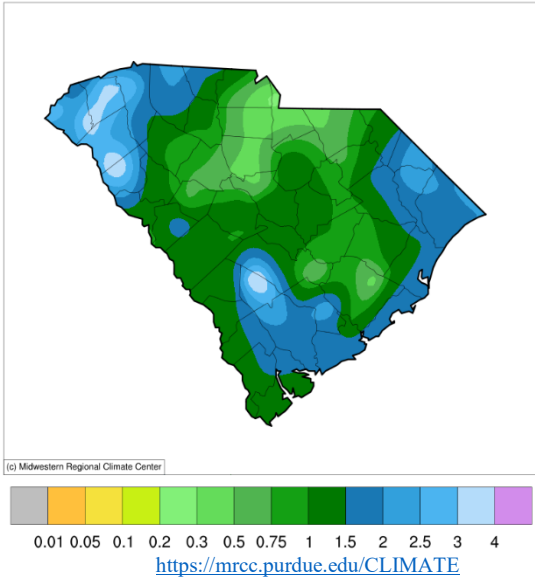 (c) Midwestern Regional Climate Center
0.01 0.05 0.1 0.2 0.3 0.5 0.75 1 1.5 2 2.5 3 4
https://mrcc.purdue.edu/CLIMATE